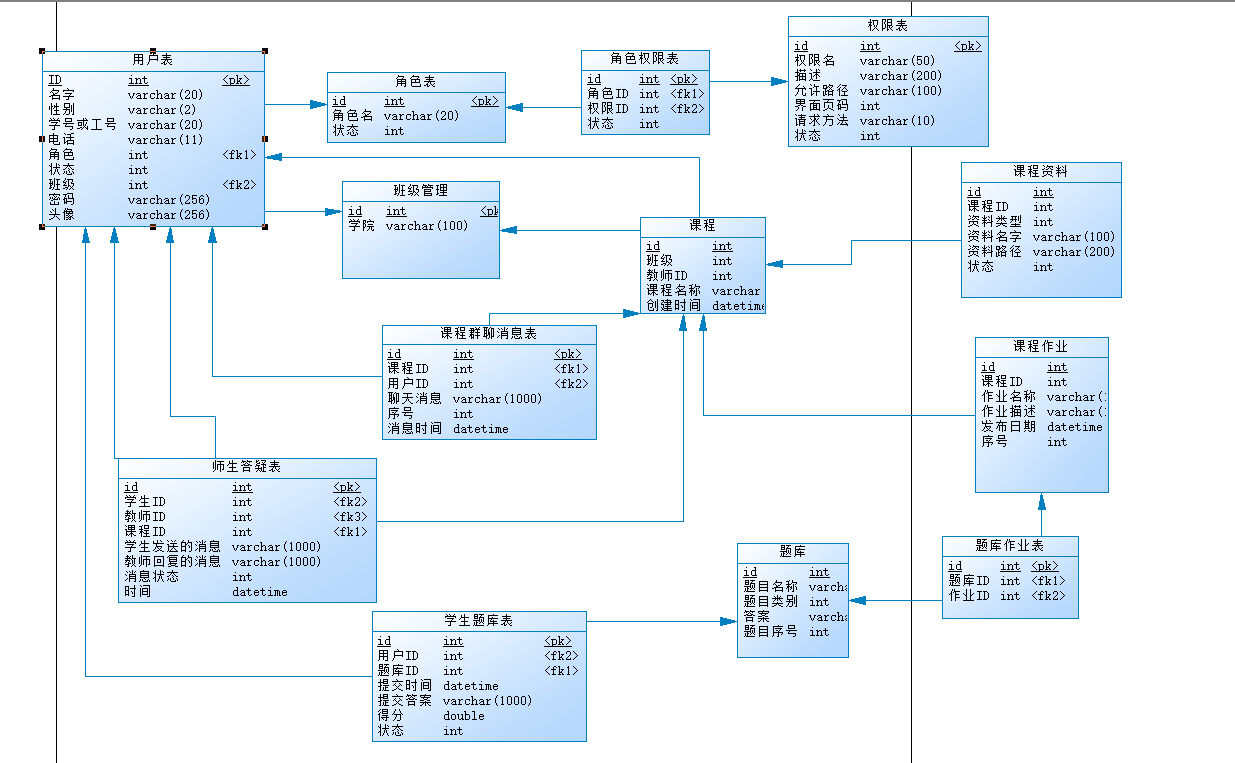 用户表
ID int <pk>
名字 varchar(20)
性别 varchar(2)
学号或工号 varchar(20)
电话 varchar(11)
角色 int <fk1>
状态 int
班级 int <fk2>
密码 varchar(256)
头像 varchar(256)
角色表
id int <pk>
角色名 varchar(20)
状态 int
角色权限表
id int <pk>
角色ID int <fk1>
权限ID int <fk2>
状态 int
权限表
id int <pk>
权限名 varchar(50)
描述 varchar(200)
允许路径 varchar(100)
界面页码 int
请求方法 varchar(10)
状态 int
班级管理
id int <pk
学院 varchar(100)
课程
id int
班级 int
教师ID int
课程名称 varchar
创建时间 datetime
课程资料
id int
课程ID int
资料类型 int
资料名字 varchar(100)
资料路径 varchar(200)
状态 int
课程群聊消息表
id int <pk>
课程ID int <fk1>
用户ID int <fk2>
聊天消息 varchar(1000)
序号 int
消息时间 datetime
课程作业
id int
课程ID int
作业名称 varchar(
作业描述 varchar(
发布日期 datetime
序号 int
师生答疑表
id int <pk>
学生ID int <fk2>
教师ID int <fk3>
课程ID int <fk1>
学生发送的消息 varchar(1000)
教师回复的消息 varchar(1000)
消息状态 int
时间 datetime
题库
id int
题目名称 varcha
题目类别 int
答案 varcha
题目序号 int
题库作业表
id int <pk>
题库ID int <fk1>
作业ID int <fk2>
学生题库表
id int <pk>
用户ID int <fk2>
题库ID int <fk1>
提交时间 datetime
提交答案 varchar(1000)
得分 double
状态 int